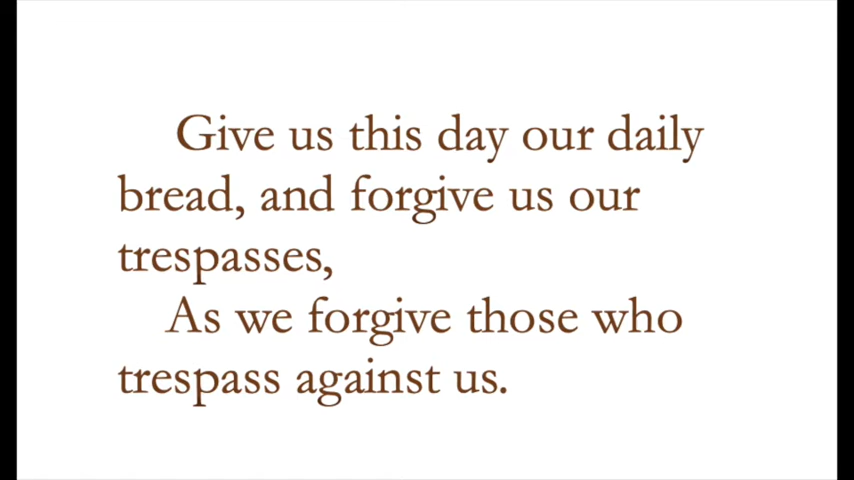 Give us this day our daily
bread, and forgive us our
trespasses,
As we forgive those who
trespass against us.